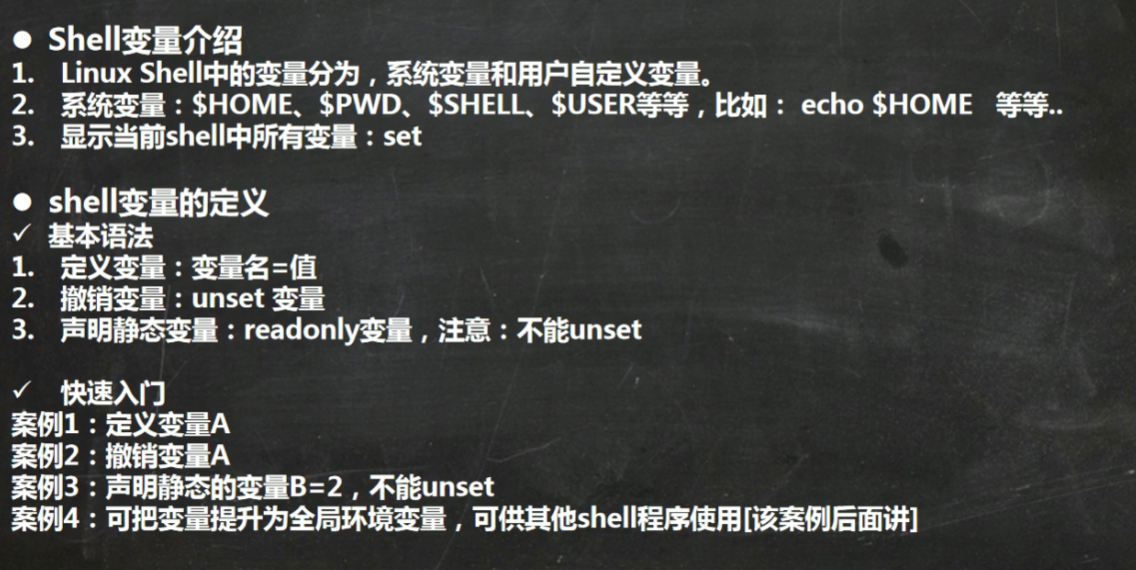 ● Shell变量介绍
1. Linux Shell中的变量分为，系统变量和用户自定义变量。
2. 系统变量：$HOME、$PWD、$SHELL、$USER等等，比如： echo $HOME 等等..
3. 显示当前shell中所有变量：set
● shell变量的定义
✓ 基本语法
1. 定义变量：变量名=值
2. 撤销变量：unset 变量
3. 声明静态变量：readonly变量，注意：不能unset
✓ 快速入门
案例1：定义变量A
案例2：撤销变量A
案例3：声明静态的变量B=2，不能unset
案例4：可把变量提升为全局环境变量，可供其他shell程序使用[该案例后面讲]